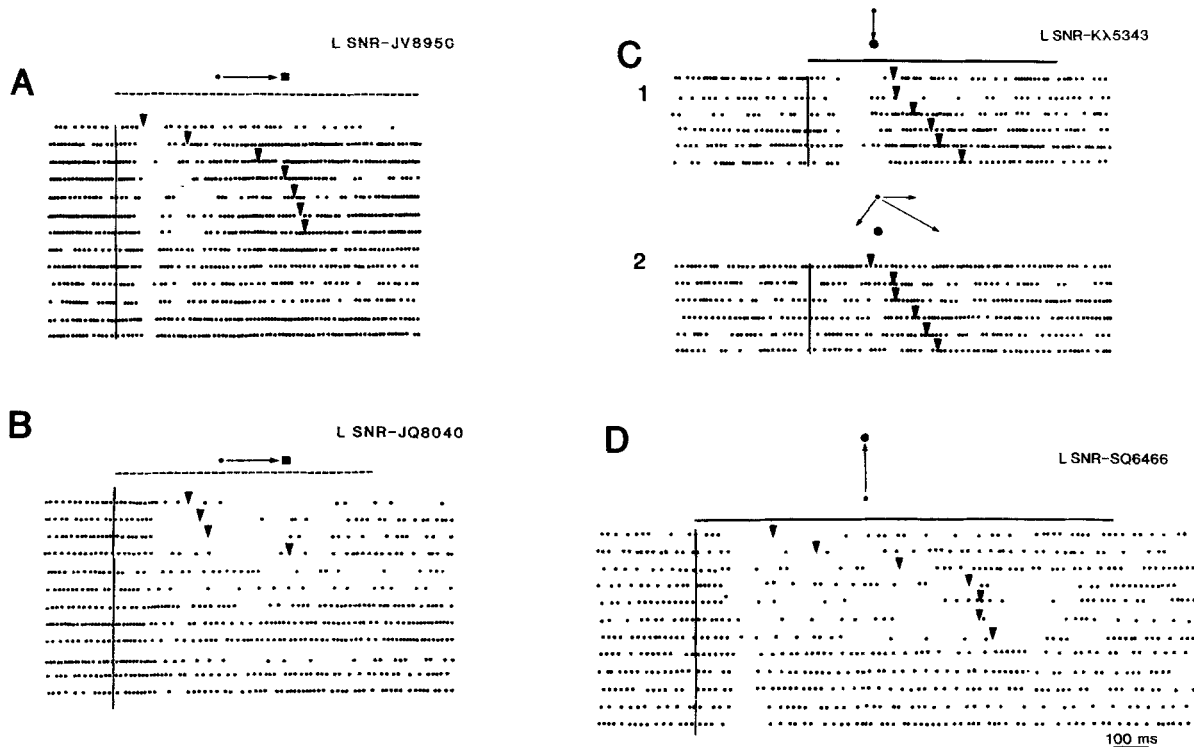 A
L SNR-JV895C
B
L SNR-JQ8040
C
L SNR-Kλ5343
1
2
D
L SNR-SQ6466
100 ms